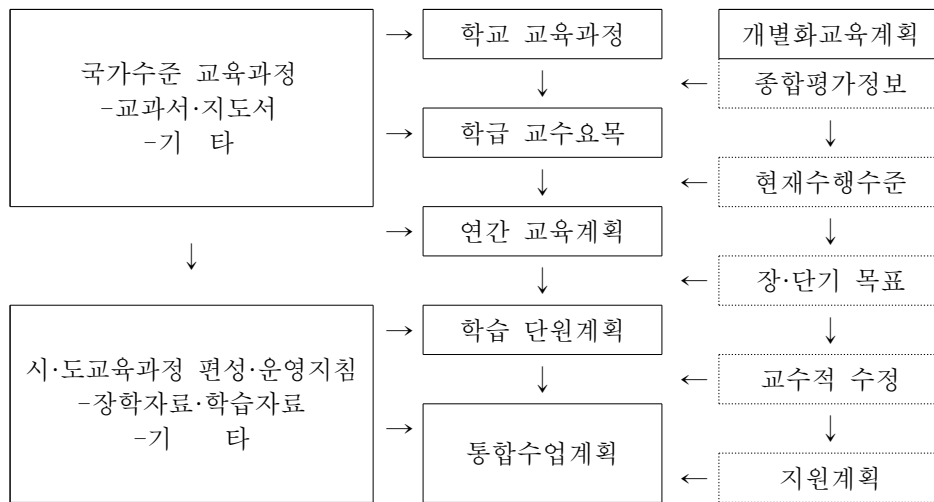 국가수준 교육과정
-교과서·지도서
-기 타
↓
시·도교육과정 편성·운영지침
-장학자료·학습자료
-기 타
→ 학교 교육과정
↓
→ 학급 교수요목
↓
→ 연간 교육계획
↓
→ 학습 단원계획
↓
→ 통합수업계획
개별화교육계획
← 종합평가정보
↓
← 현재수행수준
↓
← 장·단기 목표
↓
← 교수적 수정
↓
← 지원계획